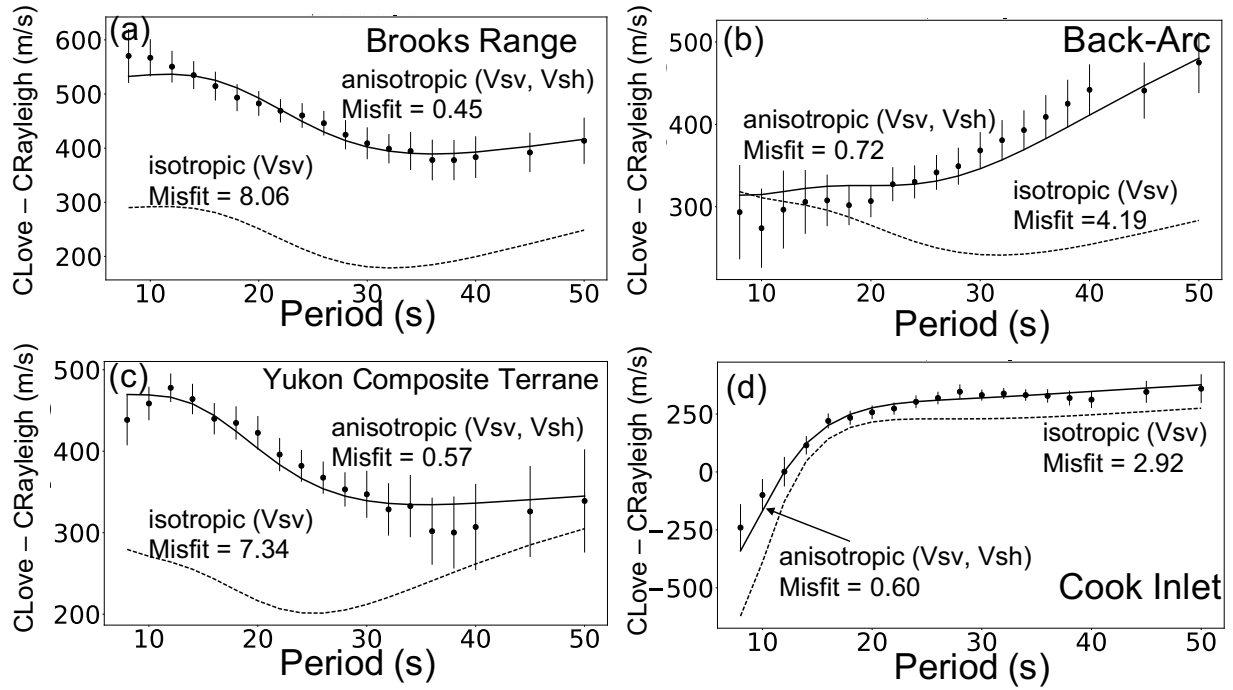 (a)
Brooks Range
CLove – CRayleigh (m/s)
600
500
400
300
200
anisotropic (Vsv, Vsh)
Misfit = 0.45
isotropic (Vsv)
Misfit = 8.06
10 20 30 40 50
Period (s)
(b)
Back-Arc
CLove – CRayleigh (m/s)
500
400
300
anisotropic (Vsv, Vsh)
Misfit = 0.72
isotropic (Vsv)
Misfit =4.19
10 20 30 40 50
Period (s)
(c)
Yukon Composite Terrane
CLove – CRayleigh (m/s)
500
400
300
200
anisotropic (Vsv, Vsh)
Misfit = 0.57
isotropic (Vsv)
Misfit = 7.34
10 20 30 40 50
Period (s)
(d)
CLove – CRayleigh (m/s)
250
0
−250
−500
isotropic (Vsv)
Misfit = 2.92
anisotropic (Vsv, Vsh)
Misfit = 0.60
Cook Inlet
10 20 30 40 50
Period (s)